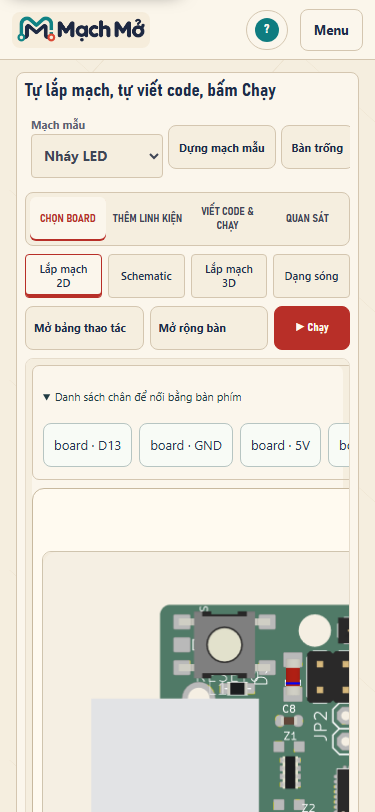 Mạch Mở
?
Menu
Tự lắp mạch, tự viết code, bấm Chạy
Mạch mẫu
Nháy LED
Dựng mạch mẫu
Bàn trống
CHỌN BOARD
THÊM LINH KIỆN
VIẾT CODE &
CHẠY
QUAN SÁT
Lắp mạch
2D
Schematic
Lắp mạch
3D
Dạng sóng
Mở bảng thao tác
Mở rộng bàn
▶ Chạy
▼ Danh sách chân để nối bằng bàn phím
board · D13
board · GND
board · 5V
C8
Z1
JP2
Z2